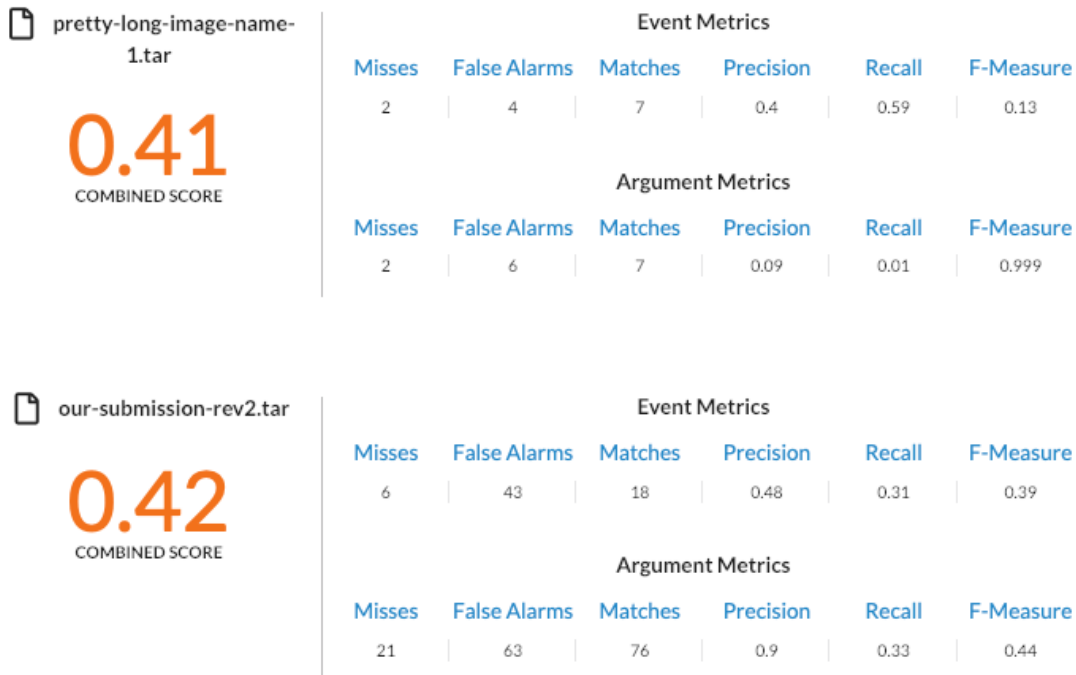 pretty-long-image-name-
1.tar
0.41
COMBINED SCORE
Event Metrics
Misses False Alarms Matches Precision Recall F-Measure
2 4 7 0.4 0.59 0.13
Argument Metrics
Misses False Alarms Matches Precision Recall F-Measure
2 6 7 0.09 0.01 0.999
our-submission-rev2.tar
0.42
COMBINED SCORE
Event Metrics
Misses False Alarms Matches Precision Recall F-Measure
6 43 18 0.48 0.31 0.39
Argument Metrics
Misses False Alarms Matches Precision Recall F-Measure
21 63 76 0.9 0.33 0.44